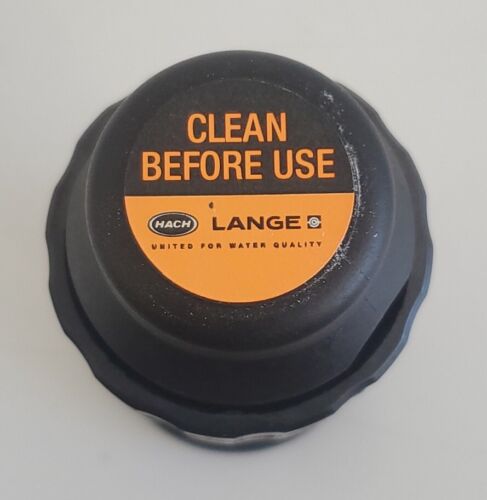 CLEAN
BEFORE USE
HACH LANGE
UNITED FOR WATER QUALITY